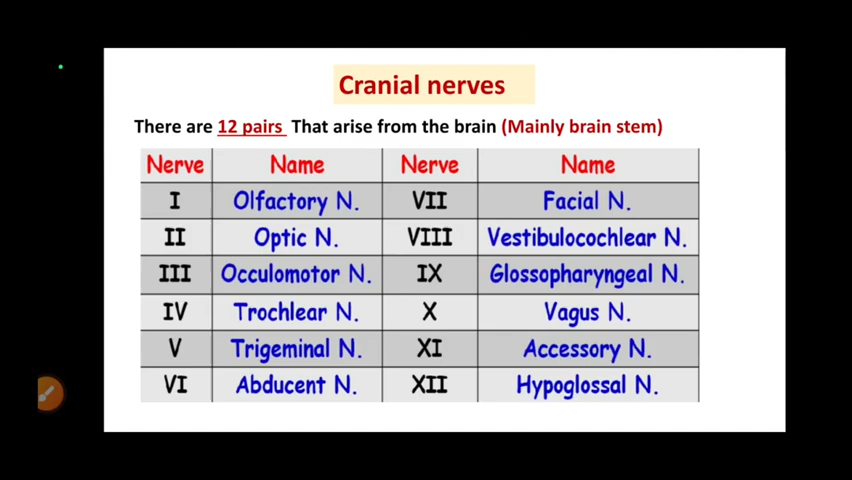 Cranial nerves
There are 12 pairs That arise from the brain (Mainly brain stem)
Nerve Name Nerve Name
I Olfactory N. VII Facial N.
II Optic N. VIII Vestibulocochlear N.
III Occulomotor N. IX Glossopharyngeal N.
IV Trochlear N. X Vagus N.
V Trigeminal N. XI Accessory N.
VI Abducent N. XII Hypoglossal N.